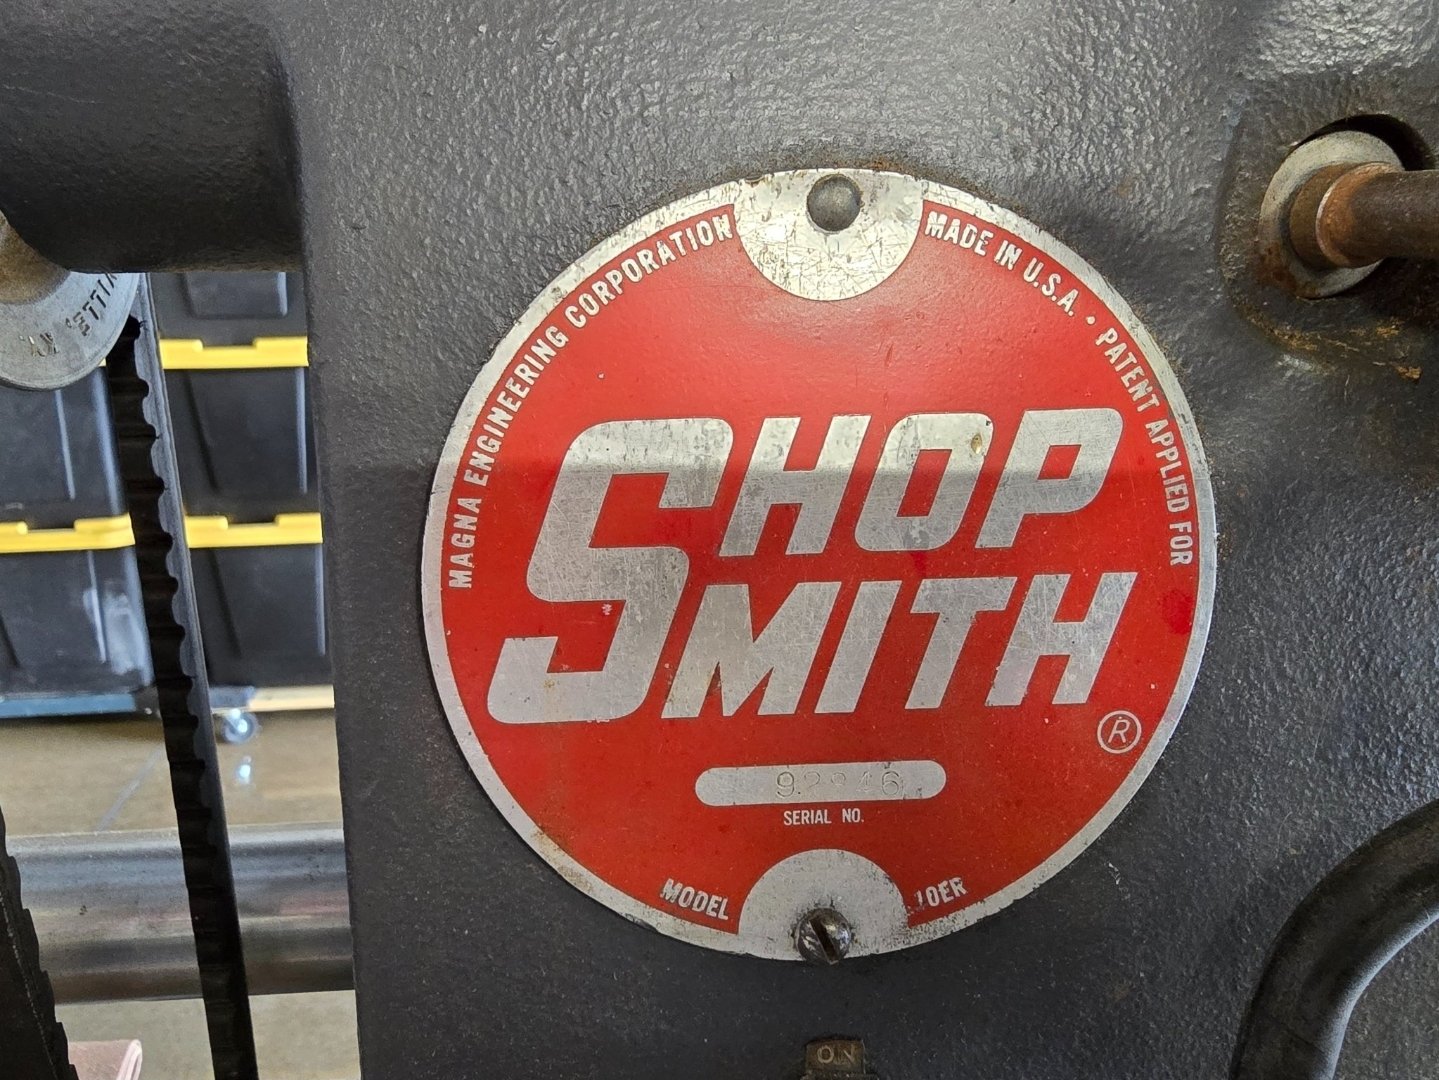 MAGNA ENGINEERING CORPORATION
MADE IN U.S.A. • PATENT APPLIED FOR
SHOP
SMITH
®
SERIAL NO.
MODEL 10ER
ON